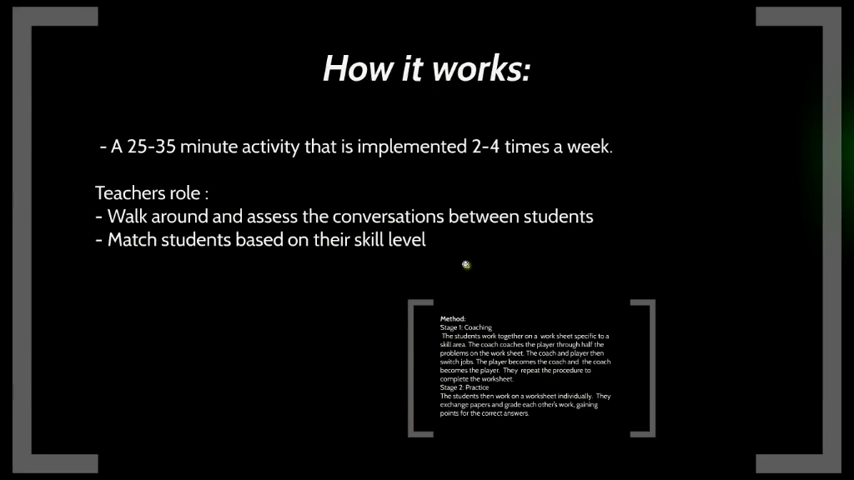 How it works:
- A 25-35 minute activity that is implemented 2-4 times a week.
Teachers role :
- Walk around and assess the conversations between students
- Match students based on their skill level
Method:
Stage 1: Coaching
The students work together on a work sheet specific to a
skill area. The coach coaches the player through half the
problems on the work sheet. The coach and player then
switch jobs. The player becomes the coach and the coach
becomes the player. They repeat the procedure to
complete the worksheet.
Stage 2: Practice
The students then work on a worksheet individually. They
exchange papers and grade each other's work, gaining
points for the correct answers.